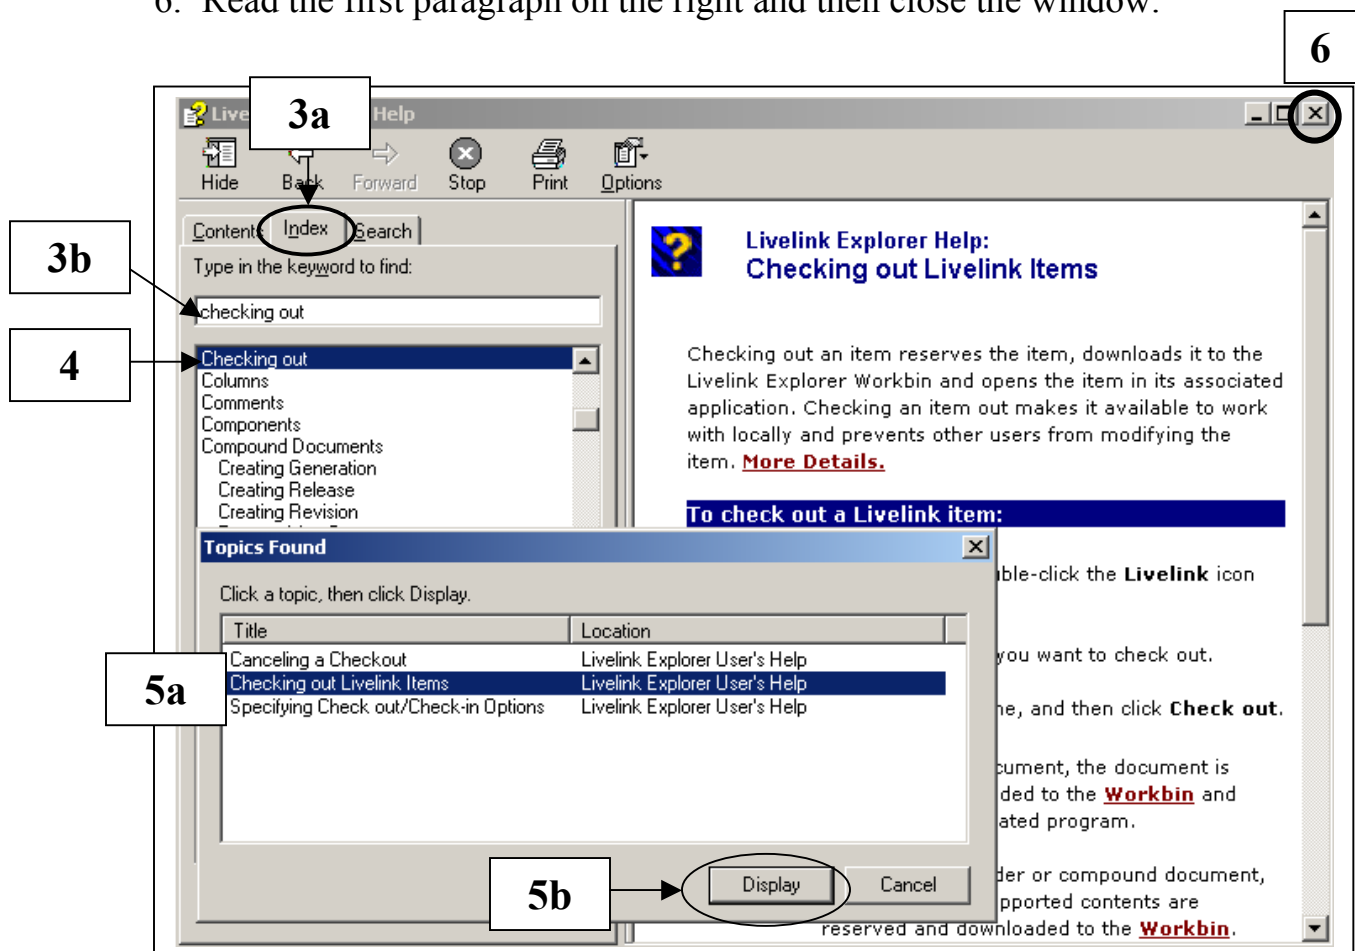 6. Read the first paragraph on the right and then close the window.
6
3a
Live Help
Hide Back Forward Stop Print Options
Contents Index Search
3b
Type in the keyword to find:
checking out
4
Checking out
Columns
Comments
Components
Compound Documents
Creating Generation
Creating Release
Creating Revision
Livelink Explorer Help:
Checking out Livelink Items
Checking out an item reserves the item, downloads it to the
Livelink Explorer Workbin and opens the item in its associated
application. Checking an item out makes it available to work
with locally and prevents other users from modifying the
item. More Details.
To check out a Livelink item:
ble-click the Livelink icon
you want to check out.
ne, and then click Check out.
cument, the document is
ded to the Workbin and
ated program.
der or compound document,
pported contents are
reserved and downloaded to the Workbin.
Topics Found
Click a topic, then click Display.
Title Location
Canceling a Checkout Livelink Explorer User's Help
5a
Checking out Livelink Items Livelink Explorer User's Help
Specifying Check out/Check-in Options Livelink Explorer User's Help
5b
Display Cancel